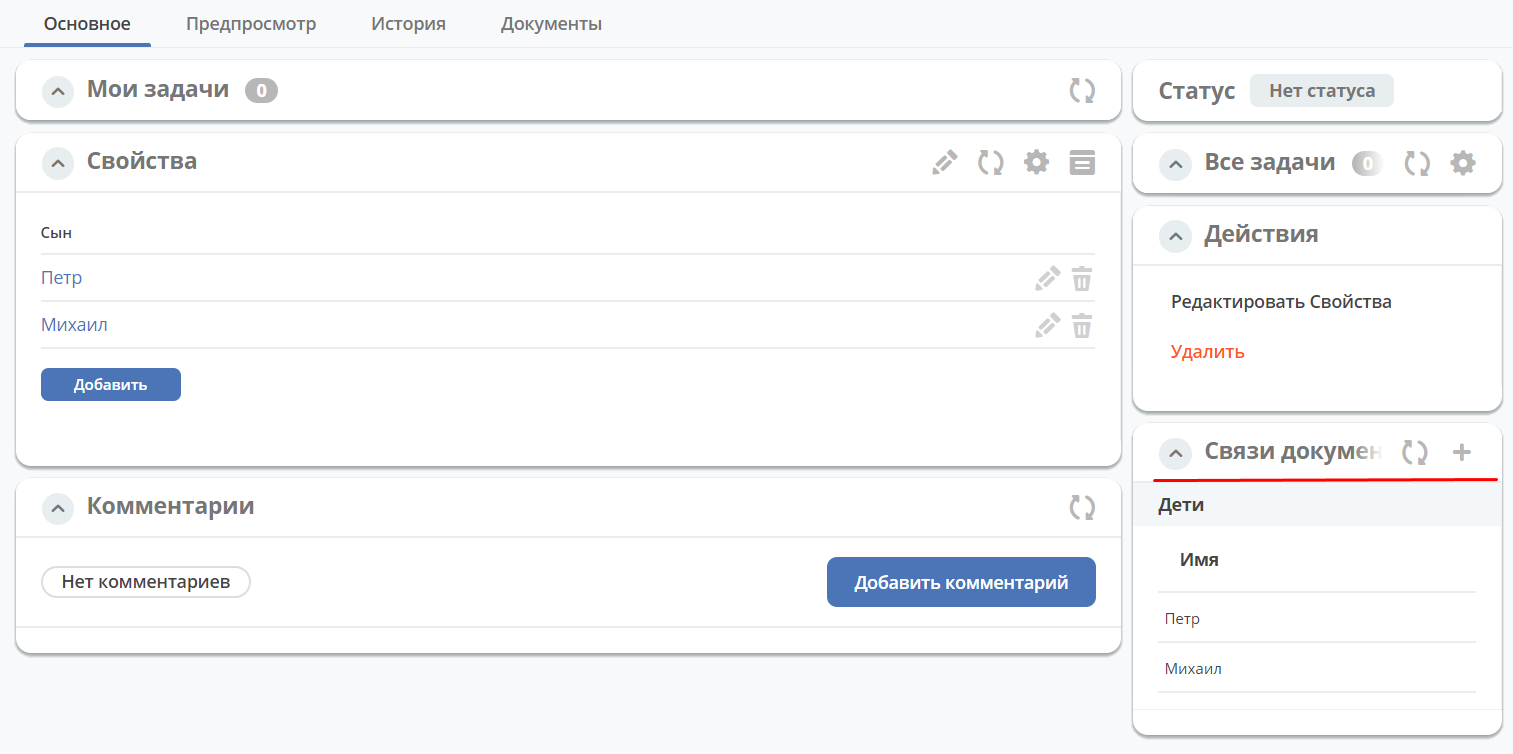 Основное Предпросмотр История Документы
Мои задачи 0
Свойства
Сын
Петр
Михаил
Добавить
Комментарии
Нет комментариев Добавить комментарий
Статус Нет статуса
Все задачи 0
Действия
Редактировать Свойства
Удалить
Связи докумен
Дети
Имя
Петр
Михаил